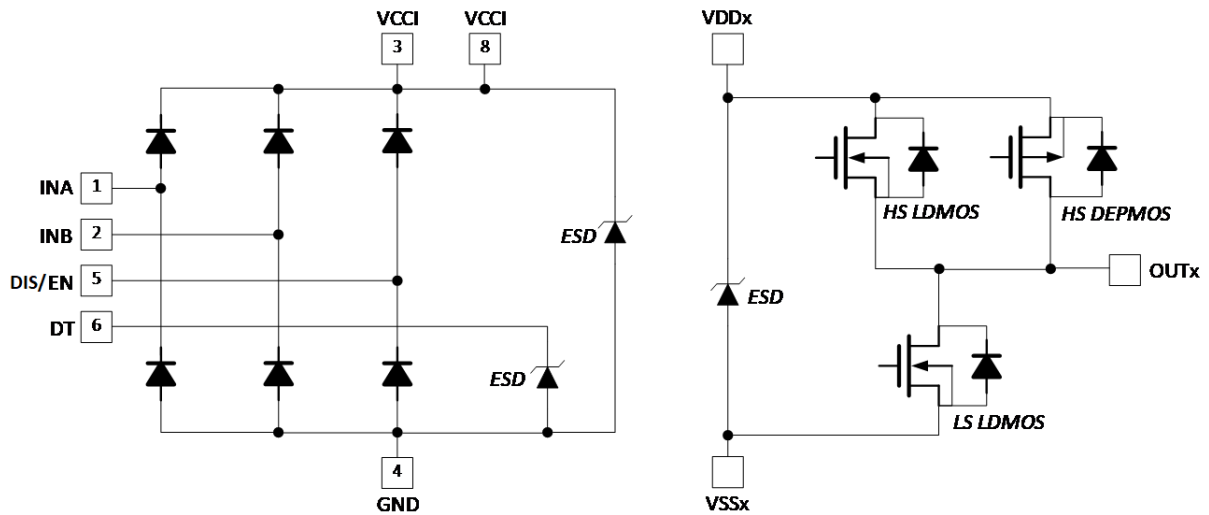 VCCI VCCI VDDx
3 8
INA 1
HS LDMOS HS DEPMOS
INB 2
ESD
DIS/EN 5
OUTx
ESD
DT 6
ESD
LS LDMOS
4
GND VSSx